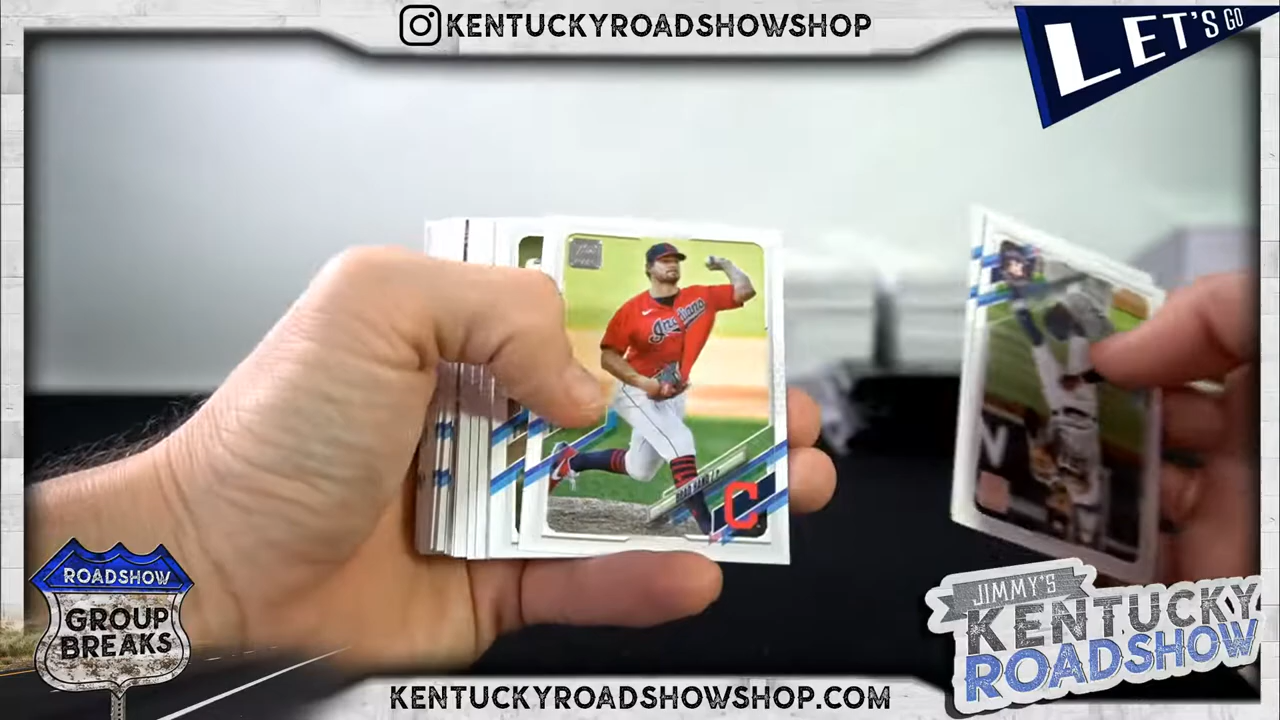 KENTUCKYROADSHOWSHOP
LET'S GO
Indians
C
N
ROADSHOW
GROUP
BREAKS
JIMMY'S
KENTUCKY
ROADSHOW
KENTUCKYROADSHOWSHOP.COM